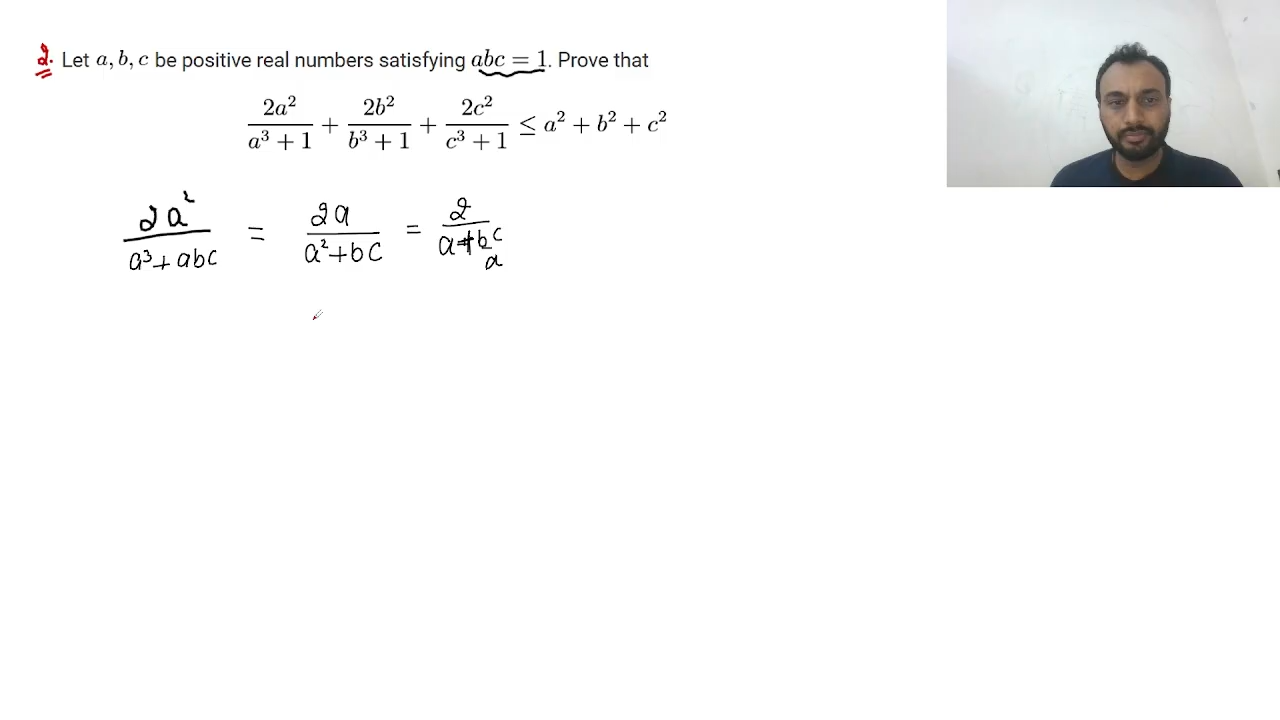 2. Let a, b, c be positive real numbers satisfying abc = 1. Prove that
2a²/(a³ + 1) + 2b²/(b³ + 1) + 2c²/(c³ + 1) ≤ a² + b² + c²
2a²/(a³ + abc) = 2a/(a² + bc) = 2/(a + bc/a)